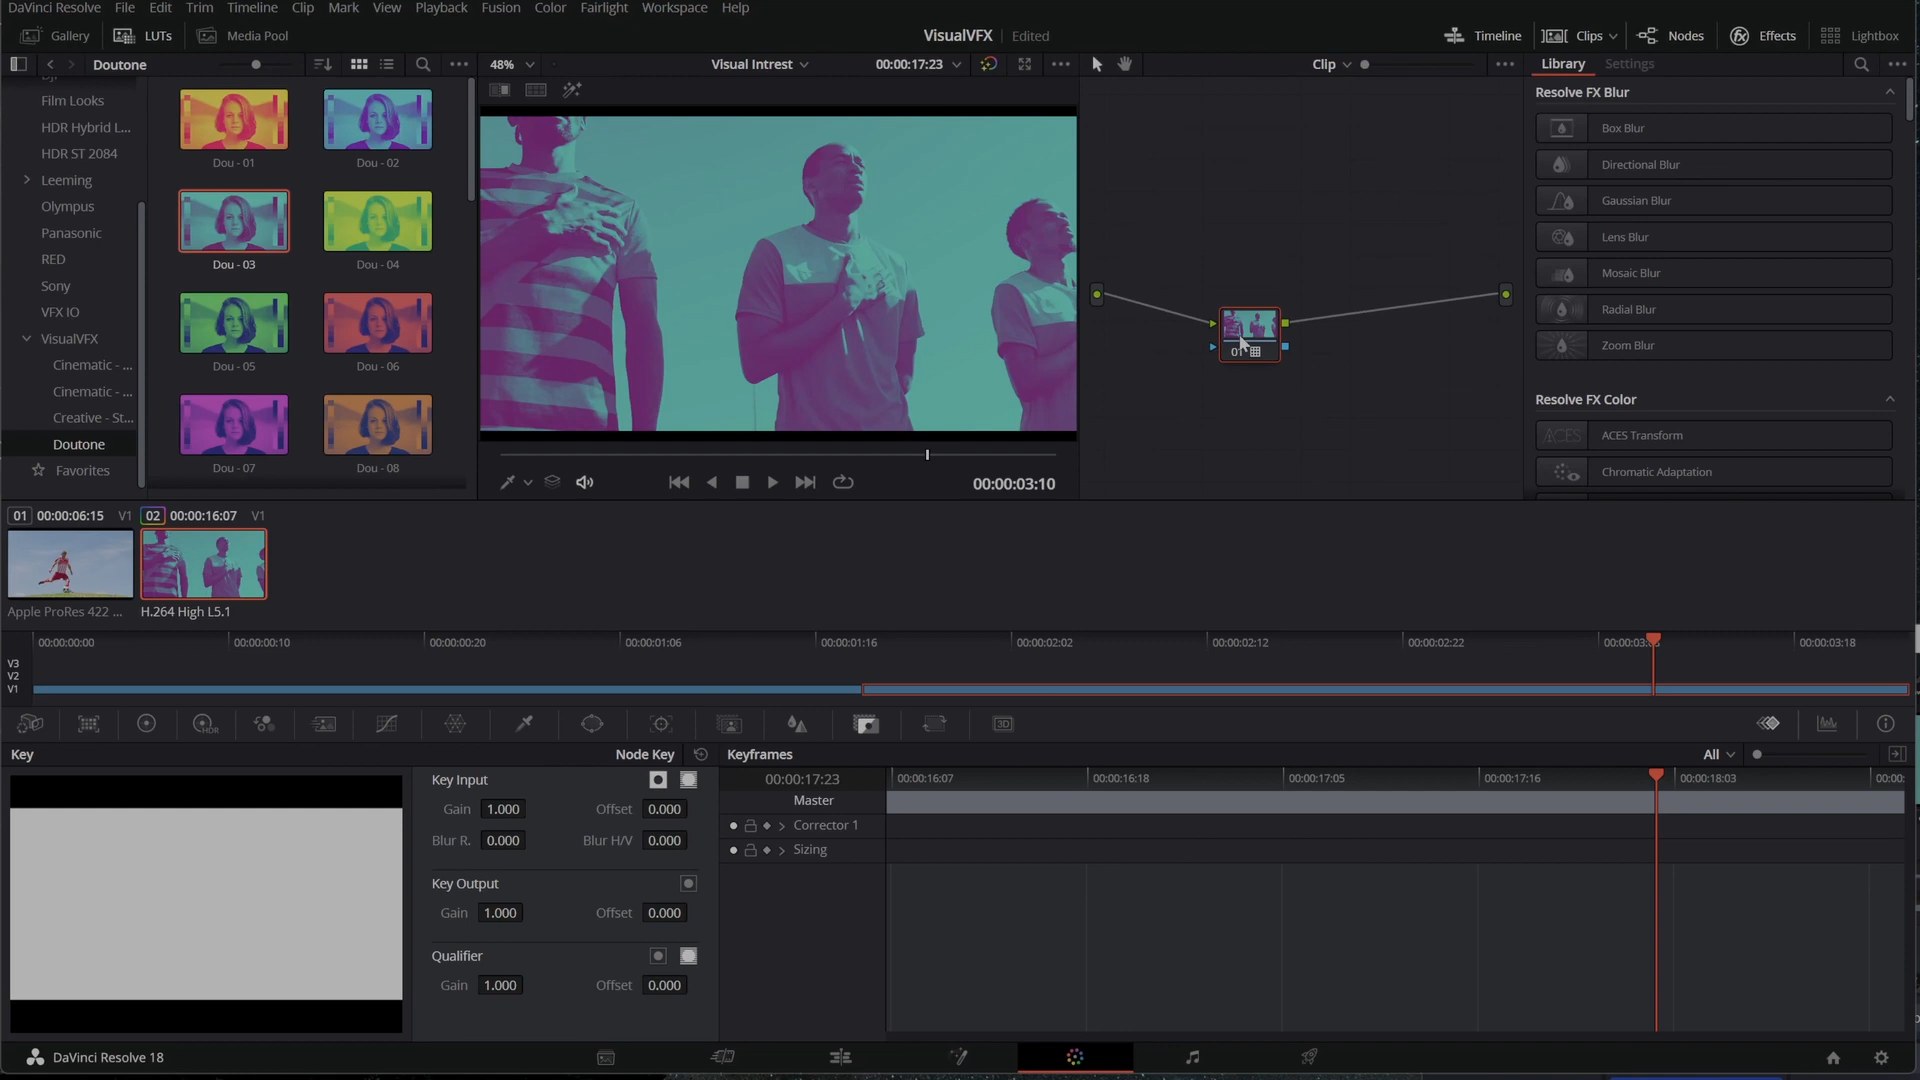 DaVinci Resolve File Edit Trim Timeline Clip Mark View Playback Fusion Color Fairlight Workspace Help
Gallery LUTs Media Pool VisualVFX Edited Timeline Clips Nodes Effects Lightbox
Doutone 48% Visual Intrest 00:00:17:23 Clip Library Settings
Film Looks
HDR Hybrid L...
HDR ST 2084
Leeming
Olympus
Panasonic
RED
Sony
VFX IO
VisualVFX
Cinematic - ...
Cinematic - ...
Creative - St...
Doutone
Favorites
Dou - 01 Dou - 02
Dou - 03 Dou - 04
Dou - 05 Dou - 06
Dou - 07 Dou - 08
00:00:03:10
01
Resolve FX Blur
Box Blur
Directional Blur
Gaussian Blur
Lens Blur
Mosaic Blur
Radial Blur
Zoom Blur
Resolve FX Color
ACES ACES Transform
Chromatic Adaptation
01 00:00:06:15 V1 02 00:00:16:07 V1
Apple ProRes 422 ... H.264 High L5.1
00:00:00:00 00:00:00:10 00:00:00:20 00:00:01:06 00:00:01:16 00:00:02:02 00:00:02:12 00:00:02:22 00:00:03: 00:00:03:18
V3
V2
V1
HDR 3D
Key Node Key
Key Input
Gain 1.000 Offset 0.000
Blur R. 0.000 Blur H/V 0.000
Key Output
Gain 1.000 Offset 0.000
Qualifier
Gain 1.000 Offset 0.000
Keyframes All
00:00:17:23 00:00:16:07 00:00:16:18 00:00:17:05 00:00:17:16 00:00:18:03 00:00:
Master
Corrector 1
Sizing
DaVinci Resolve 18